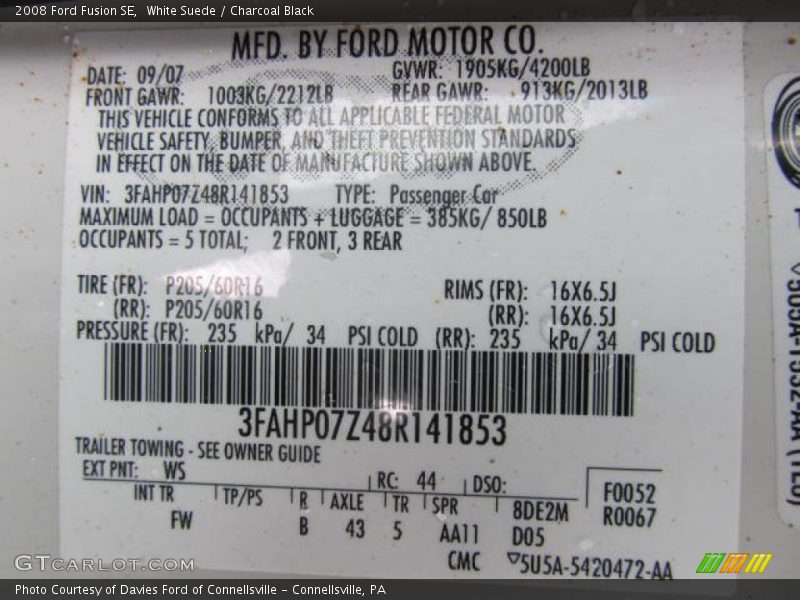 2008 Ford Fusion SE,  White Suede / Charcoal Black
MFD. BY FORD MOTOR CO.
DATE: 09/07 GVWR: 1905KG/4200LB
FRONT GAWR: 1003KG/2212LB REAR GAWR: 913KG/2013LB
THIS VEHICLE CONFORMS TO ALL APPLICABLE FEDERAL MOTOR
VEHICLE SAFETY, BUMPER, AND THEFT PREVENTION STANDARDS
IN EFFECT ON THE DATE OF MANUFACTURE SHOWN ABOVE.
VIN: 3FAHP07Z48R141853 TYPE: Passenger Car
MAXIMUM LOAD = OCCUPANTS + LUGGAGE = 385KG/ 850LB
OCCUPANTS = 5 TOTAL; 2 FRONT, 3 REAR
TIRE (FR): P205/60R16 RIMS (FR): 16X6.5J
(RR): P205/60R16 (RR): 16X6.5J
PRESSURE (FR): 235 kPa/ 34 PSI COLD (RR): 235 kPa/ 34 PSI COLD
3FAHP07Z48R141853
TRAILER TOWING - SEE OWNER GUIDE
EXT PNT: WS RC: 44 DSO: F0052
INT TR TP/PS R AXLE TR SPR 8DE2M R0067
FW B 43 5 AA11 D05
CMC ▽5U5A-5420472-AA
GTCarLot.com
Photo Courtesy of Davies Ford of Connellsville – Connellsville, PA